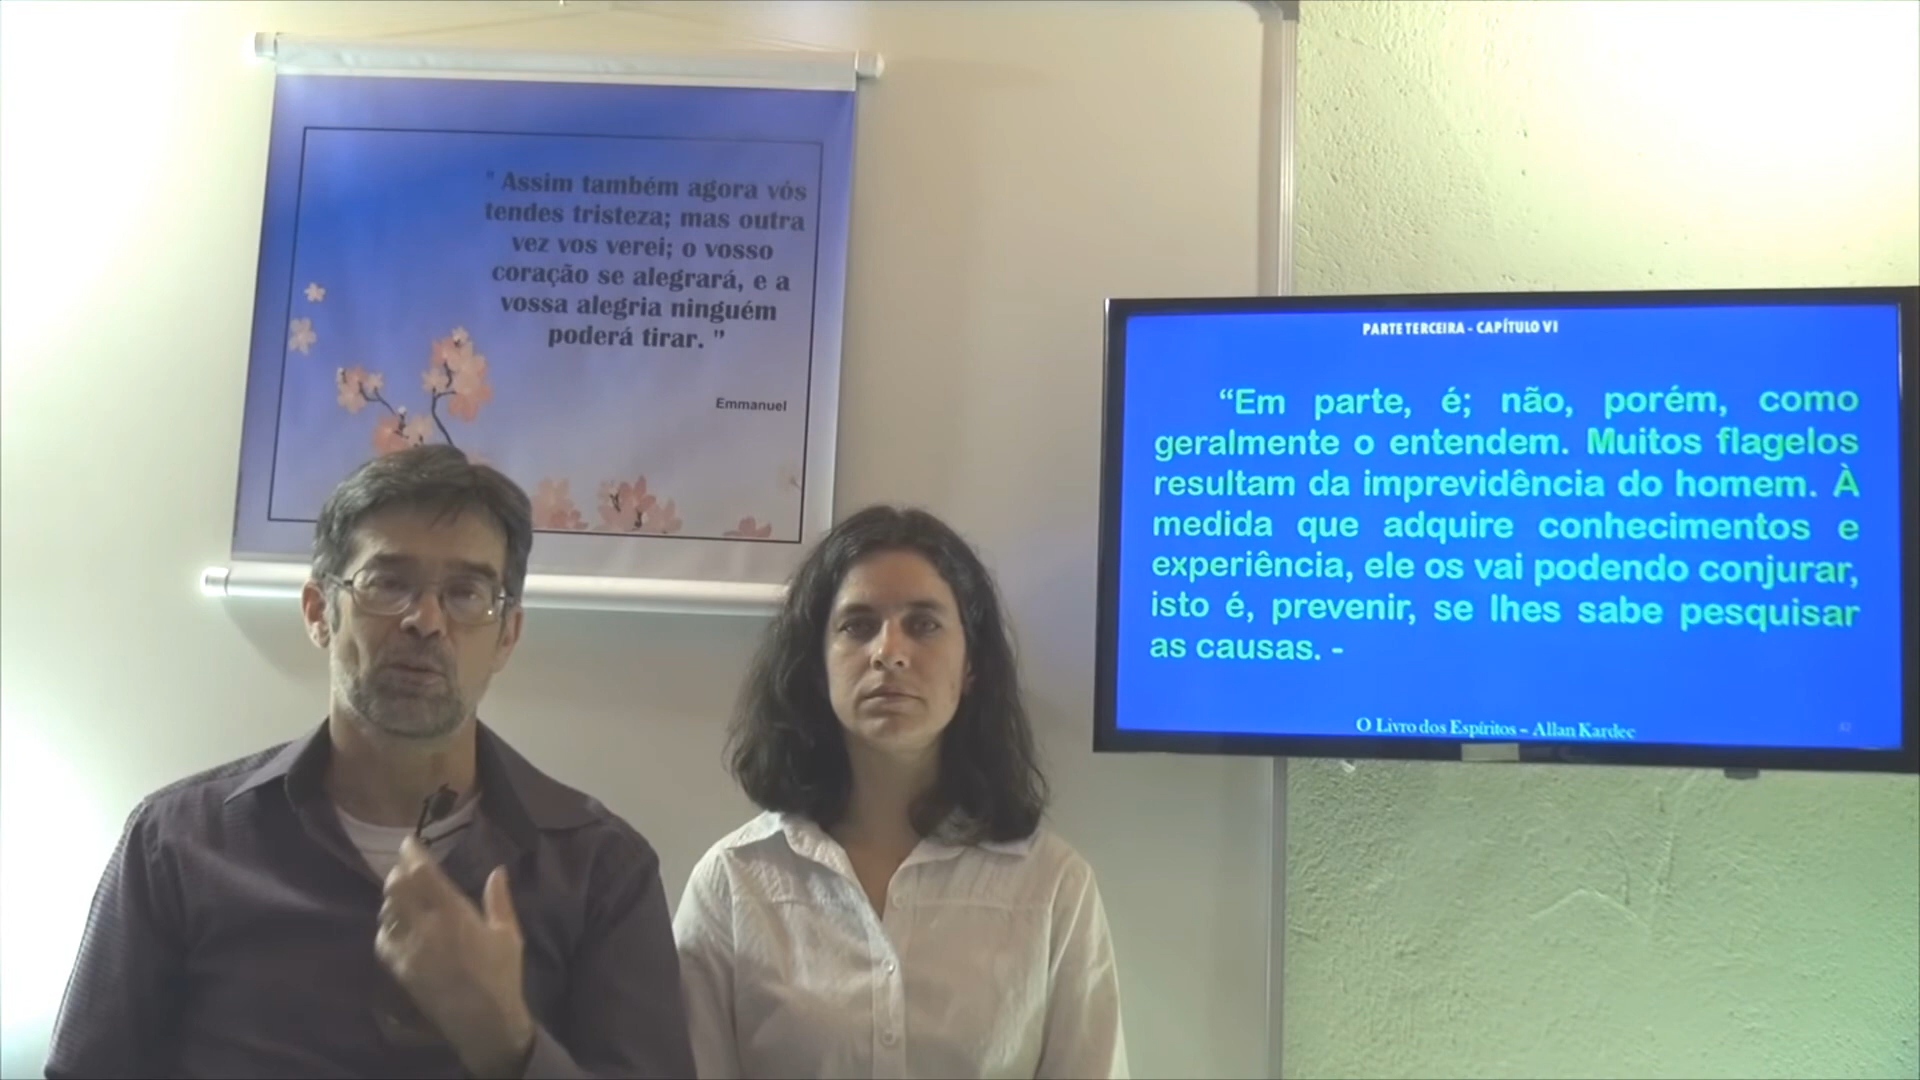 " Assim também agora vós
tendes tristeza; mas outra
vez vos verei; o vosso
coração se alegrará, e a
vossa alegria ninguém
poderá tirar. "
Emmanuel
PARTE TERCEIRA - CAPÍTULO VI
“Em parte, é; não, porém, como
geralmente o entendem. Muitos flagelos
resultam da imprevidência do homem. À
medida que adquire conhecimentos e
experiência, ele os vai podendo conjurar,
isto é, prevenir, se lhes sabe pesquisar
as causas. -
O Livro dos Espíritos – Allan Kardec